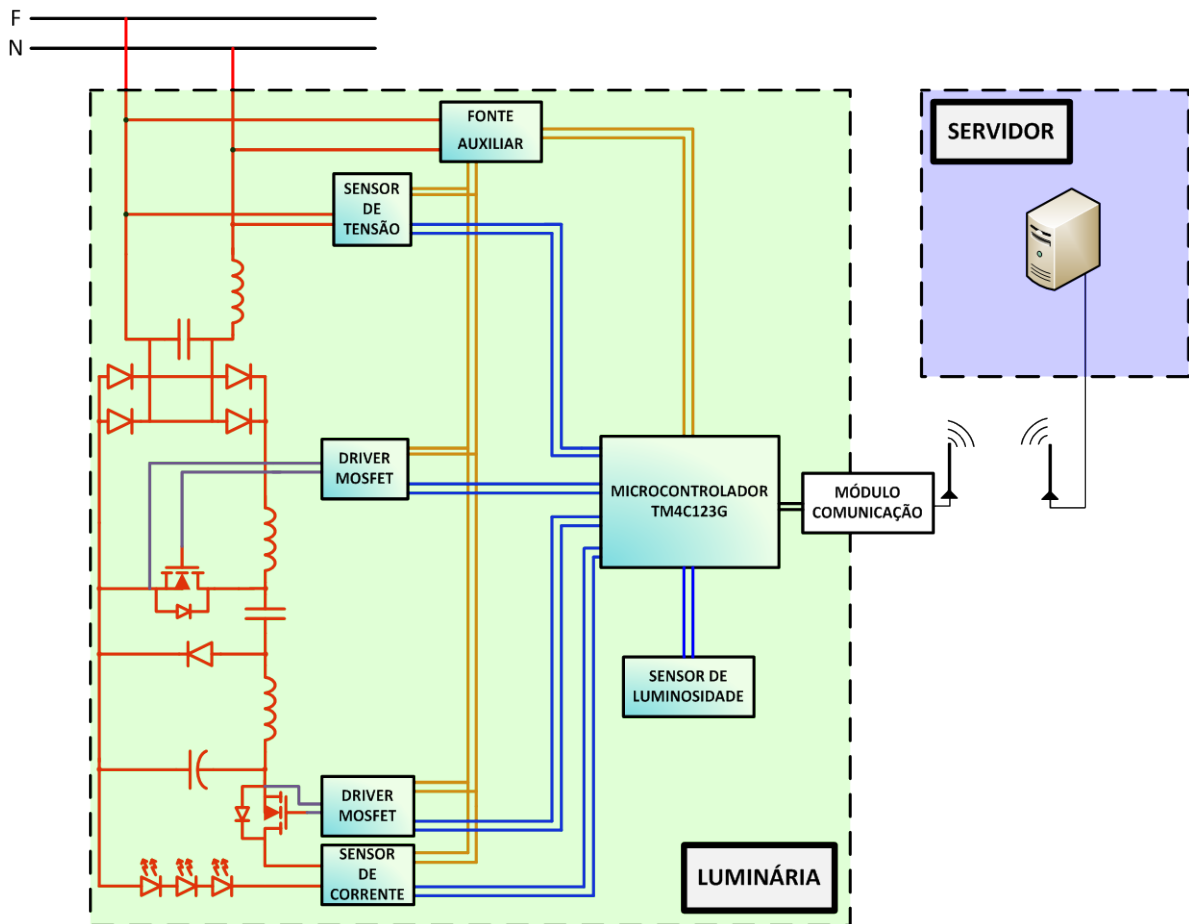 F
N
FONTE
AUXILIAR
SERVIDOR
SENSOR
DE
TENSÃO
DRIVER
MOSFET
MICROCONTROLADOR
TM4C123G
MÓDULO
COMUNICAÇÃO
SENSOR DE
LUMINOSIDADE
DRIVER
MOSFET
SENSOR
DE
CORRENTE
LUMINÁRIA